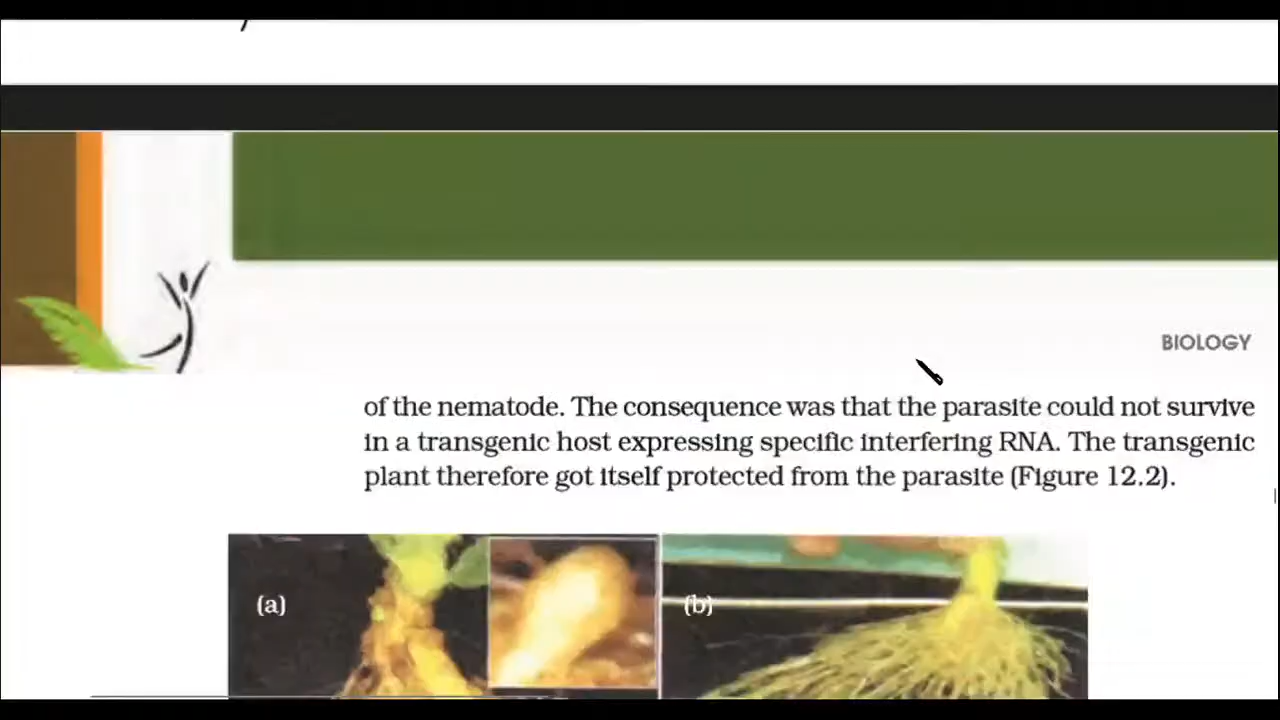 BIOLOGY
of the nematode. The consequence was that the parasite could not survive
in a transgenic host expressing specific interfering RNA. The transgenic
plant therefore got itself protected from the parasite (Figure 12.2).
(a)
(b)